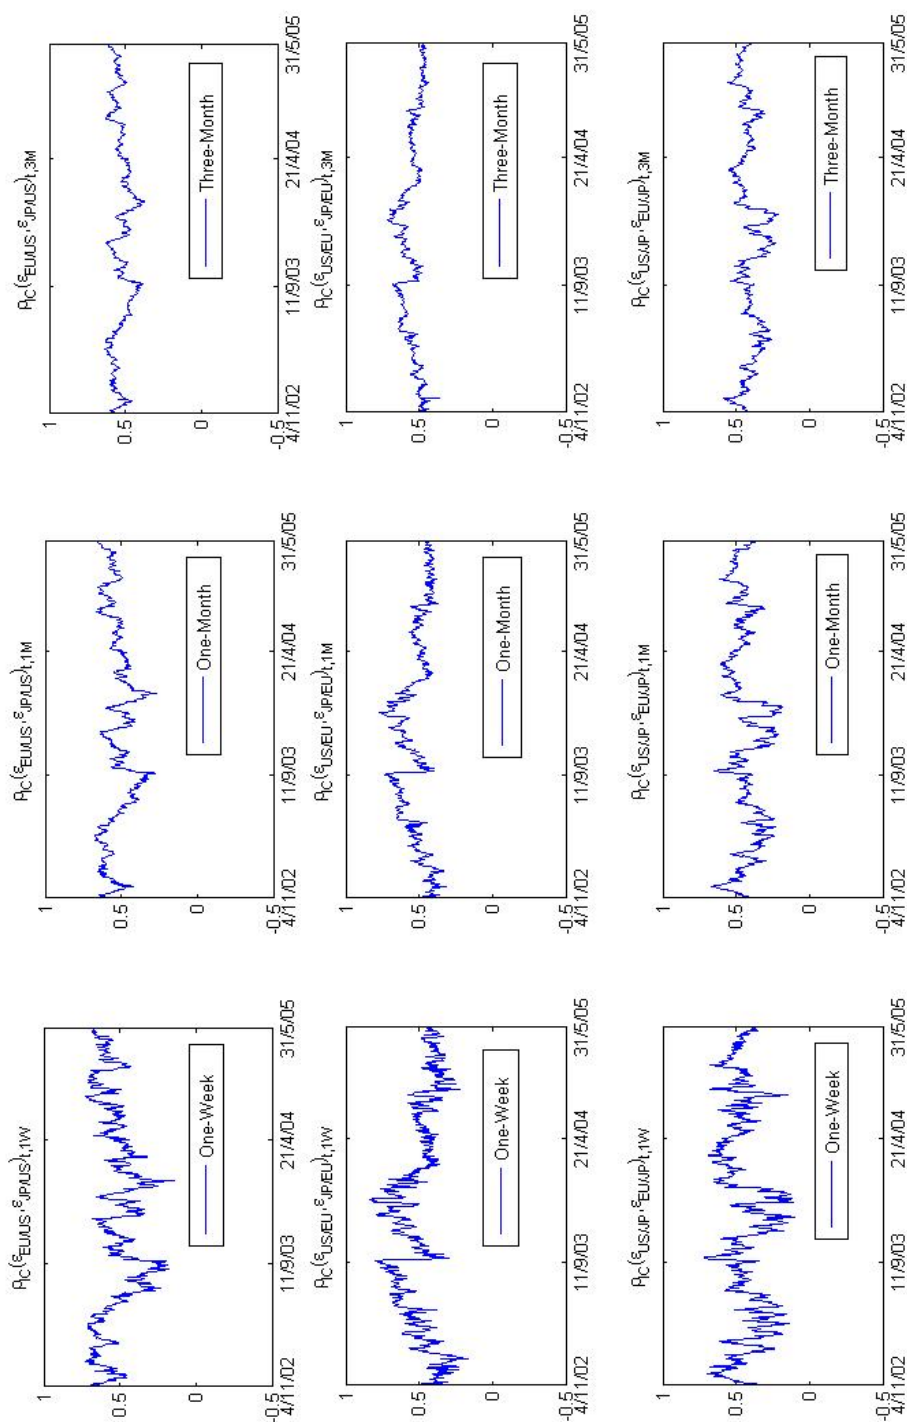 ρIC(εEU/US, εJP/US)t,1W
1
0.5
0
-0.5
One-Week
4/11/02 11/9/03 21/4/04 31/5/05
ρIC(εEU/US, εJP/US)t,1M
1
0.5
0
-0.5
One-Month
4/11/02 11/9/03 21/4/04 31/5/05
ρIC(εEU/US, εJP/US)t,3M
1
0.5
0
-0.5
Three-Month
4/11/02 11/9/03 21/4/04 31/5/05
ρIC(εUS/EU, εJP/EU)t,1W
1
0.5
0
-0.5
One-Week
4/11/02 11/9/03 21/4/04 31/5/05
ρIC(εUS/EU, εJP/EU)t,1M
1
0.5
0
-0.5
One-Month
4/11/02 11/9/03 21/4/04 31/5/05
ρIC(εUS/EU, εJP/EU)t,3M
1
0.5
0
-0.5
Three-Month
4/11/02 11/9/03 21/4/04 31/5/05
ρIC(εUS/JP, εEU/JP)t,1W
1
0.5
0
-0.5
One-Week
4/11/02 11/9/03 21/4/04 31/5/05
ρIC(εUS/JP, εEU/JP)t,1M
1
0.5
0
-0.5
One-Month
4/11/02 11/9/03 21/4/04 31/5/05
ρIC(εUS/JP, εEU/JP)t,3M
1
0.5
0
-0.5
Three-Month
4/11/02 11/9/03 21/4/04 31/5/05